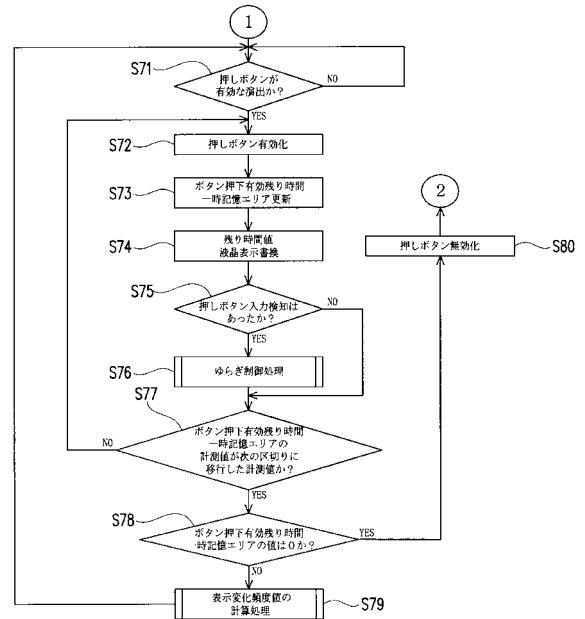 1
S71
押しボタンが
有効な演出か？
NO
YES
S72
押しボタン有効化
S73
ボタン押下有効残り時間
一時記憶エリア更新
2
S74
残り時間値
液晶表示書換
押しボタン無効化
S80
S75
押しボタン入力検知は
あったか？
NO
YES
S76
ゆらぎ制御処理
S77
ボタン押下有効残り時間
一時記憶エリアの
計測値が次の区切りに
移行した計測値か？
NO
YES
S78
ボタン押下有効残り時間
一時記憶エリアの値は0か？
YES
NO
表示変化頻度値の
計算処理
S79